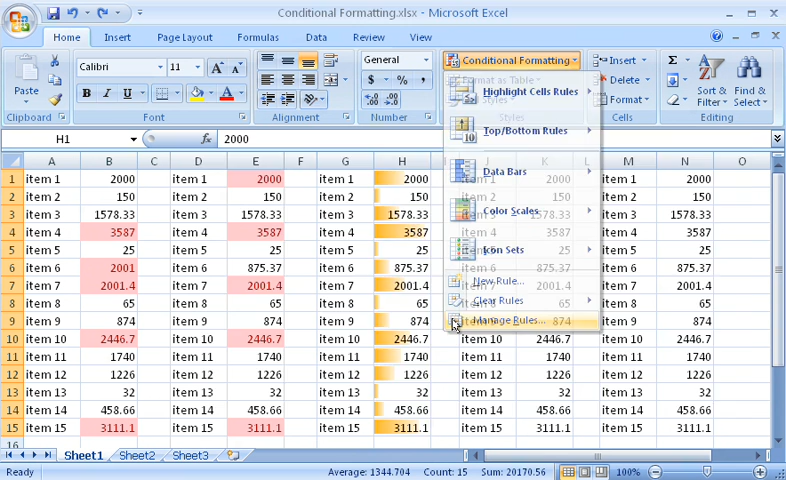 Conditional Formatting.xlsx - Microsoft Excel
Home Insert Page Layout Formulas Data Review View
Paste Calibri 11 General Conditional Formatting Insert
Format as Table Delete Sort & Filter Find & Select
B I U $ % , Styles Format
Clipboard Font Alignment Number Styles Cells Editing
H1 fx 2000
Highlight Cells Rules
Top/Bottom Rules
Data Bars
Color Scales
Icon Sets
New Rule...
Clear Rules
Manage Rules...
A B C D E F G H I J K L M N O
1 item 1 2000 item 1 2000 item 1 2000 item 1 2000 item 1 2000
2 item 2 150 item 2 150 item 2 150 150 item 2 150
3 item 3 1578.33 item 3 1578.33 item 3 1578.33 1578.33 item 3 1578.33
4 item 4 3587 item 4 3587 item 4 3587 3587 item 4 3587
5 item 5 25 item 5 25 item 5 25 25 item 5 25
6 item 6 2001 item 6 875.37 item 6 875.37 item 6 875.37 item 6 875.37
7 item 7 2001.4 item 7 2001.4 item 7 2001.4 item 7 2001.4 item 7 2001.4
8 item 8 65 item 8 65 item 8 65 item 8 65 item 8 65
9 item 9 874 item 9 874 item 9 874 item 9 874 item 9 874
10 item 10 2446.7 item 10 2446.7 item 10 2446.7 item 10 2446.7 item 10 2446.7
11 item 11 1740 item 11 1740 item 11 1740 item 11 1740 item 11 1740
12 item 12 1226 item 12 1226 item 12 1226 item 12 1226 item 12 1226
13 item 13 32 item 13 32 item 13 32 item 13 32 item 13 32
14 item 14 458.66 item 14 458.66 item 14 458.66 item 14 458.66 item 14 458.66
15 item 15 3111.1 item 15 3111.1 item 15 3111.1 item 15 3111.1 item 15 3111.1
16
Sheet1 Sheet2 Sheet3
Ready Average: 1344.704 Count: 15 Sum: 20170.56 100%